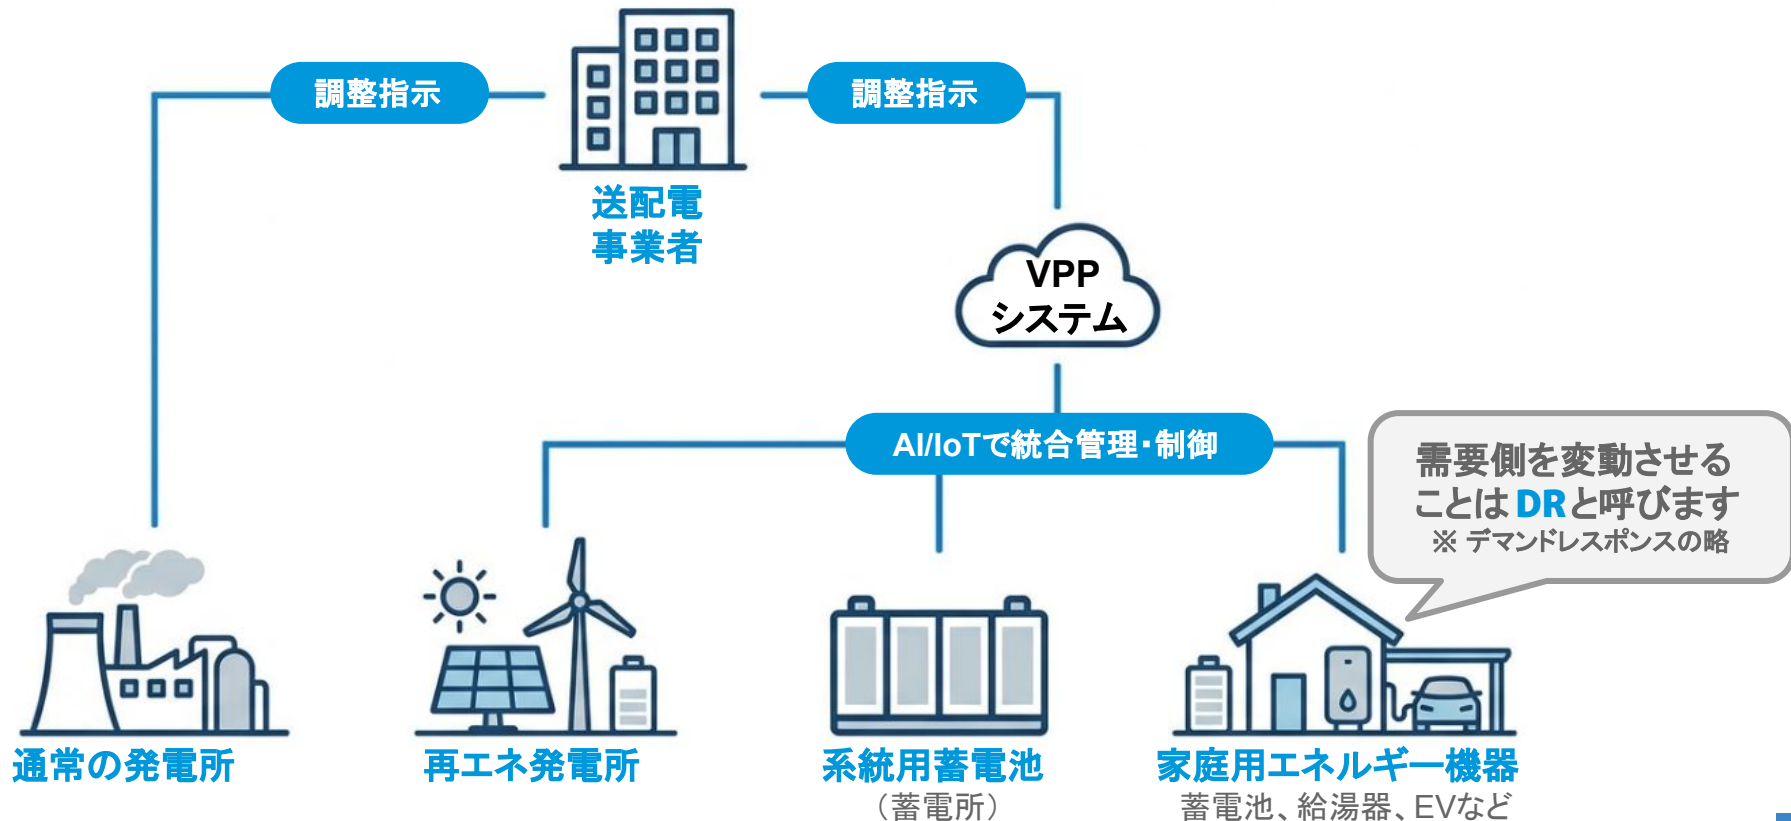 調整指示
調整指示
送配電
事業者
VPP
システム
AI/IoTで統合管理・制御
需要側を変動させる
ことは DRと呼びます
※ デマンドレスポンスの略
通常の発電所
再エネ発電所
系統用蓄電池
（蓄電所）
家庭用エネルギー機器
蓄電池、給湯器、EVなど